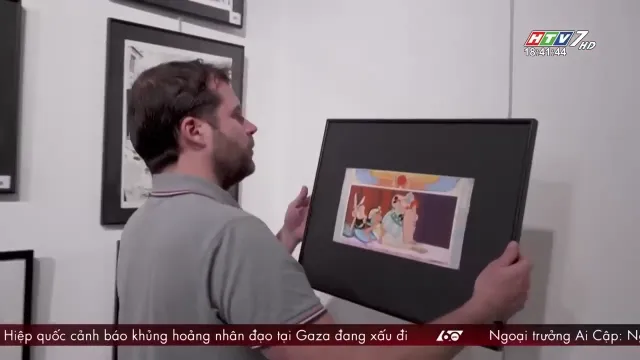 HTV7 HD
18:41:44
Hiệp quốc cảnh báo khủng hoảng nhân đạo tại Gaza đang xấu đi 60 Ngoại trưởng Ai Cập: